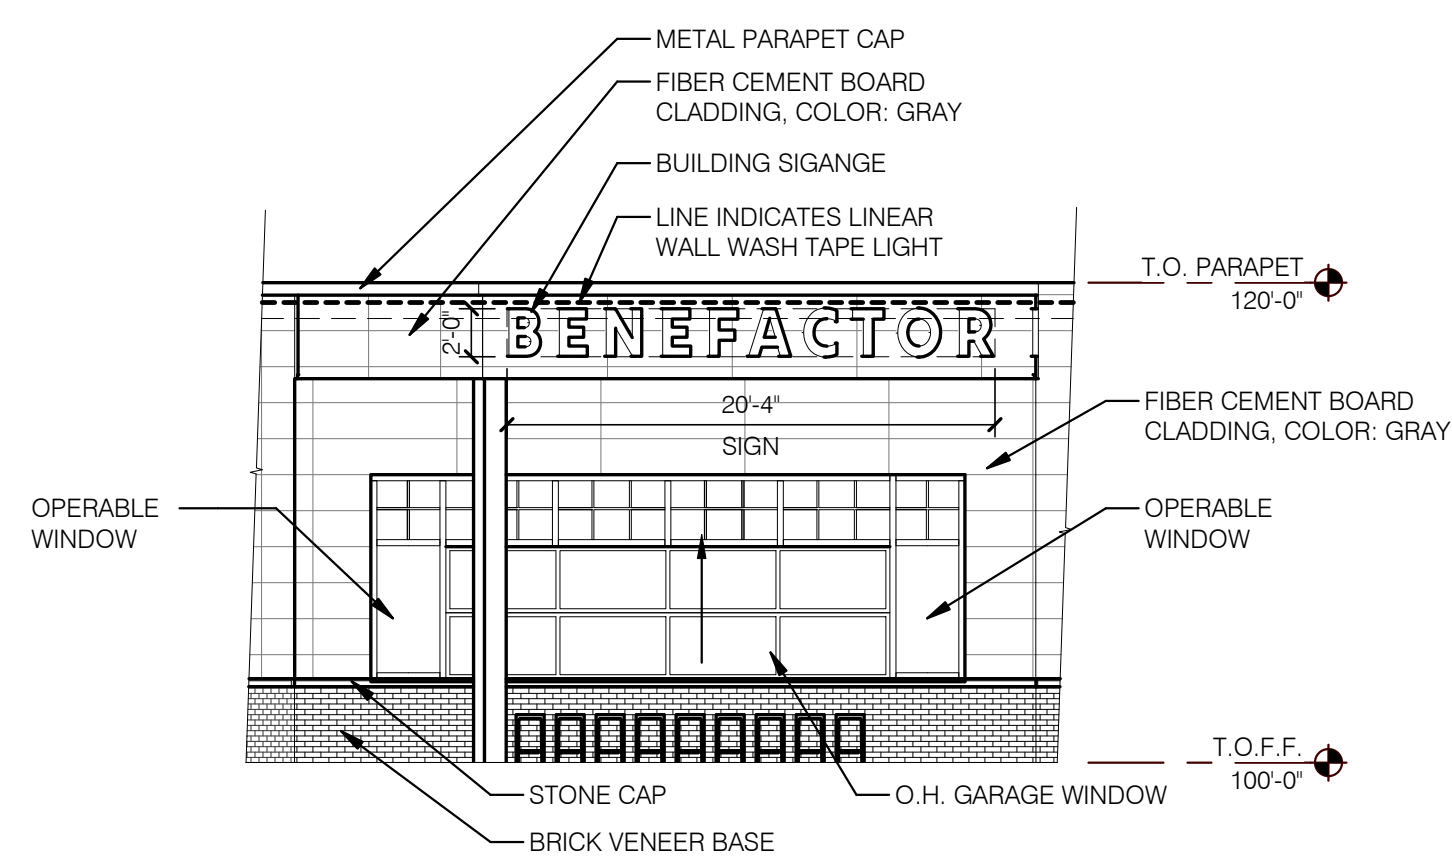 METAL PARAPET CAP
FIBER CEMENT BOARD
CLADDING, COLOR: GRAY
BUILDING SIGANGE
LINE INDICATES LINEAR
WALL WASH TAPE LIGHT
T.O. PARAPET
120'-0"
2'-0"
BENEFACTOR
20'-4"
SIGN
FIBER CEMENT BOARD
CLADDING, COLOR: GRAY
OPERABLE
WINDOW
OPERABLE
WINDOW
T.O.F.F.
100'-0"
STONE CAP
O.H. GARAGE WINDOW
BRICK VENEER BASE